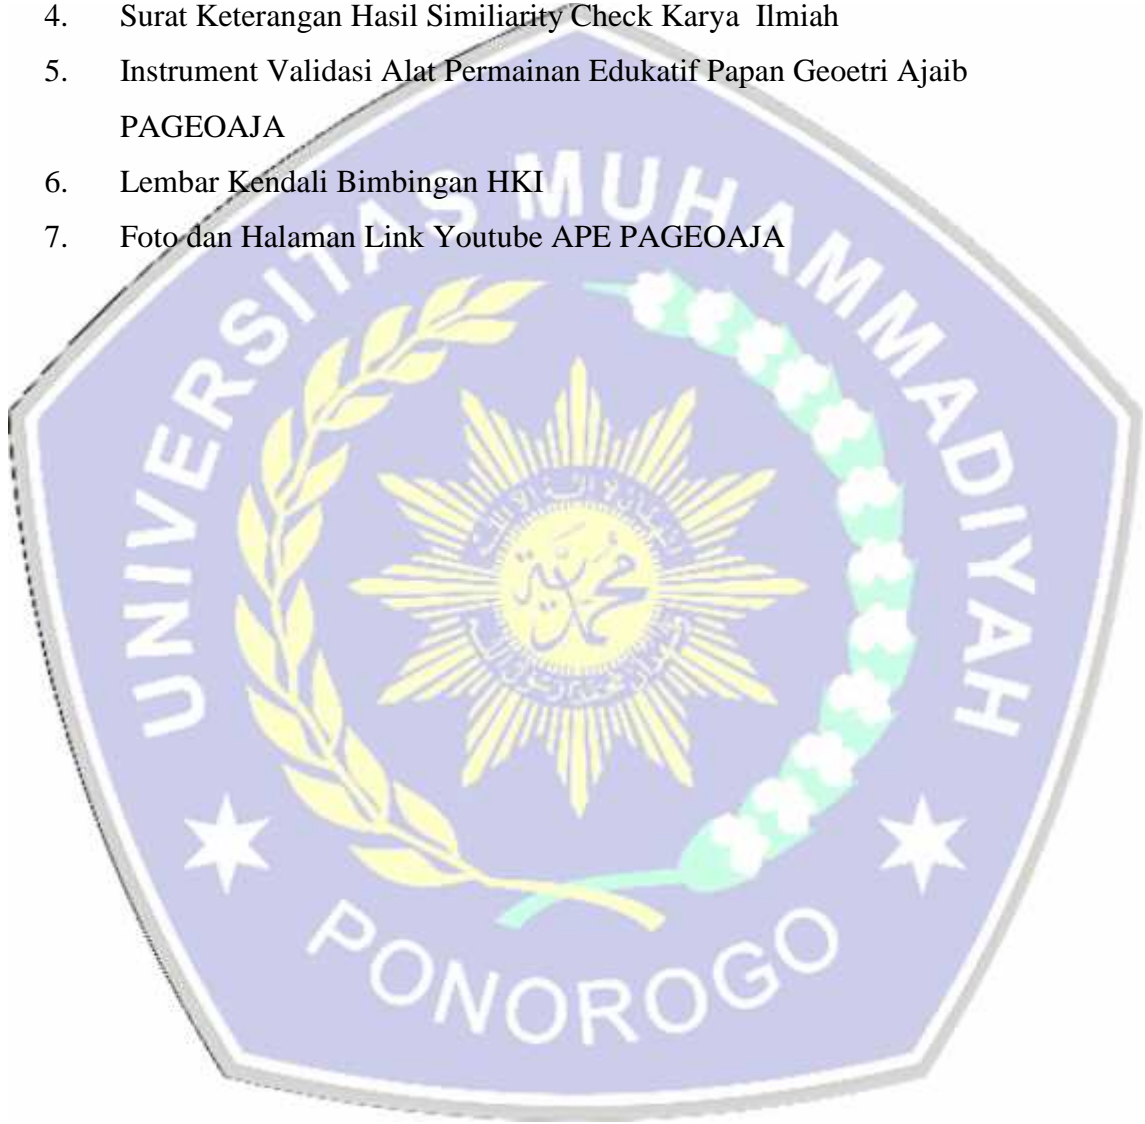 4. Surat Keterangan Hasil Similiarity Check Karya Ilmiah
5. Instrument Validasi Alat Permainan Edukatif Papan Geoetri Ajaib
PAGEOAJA
6. Lembar Kendali Bimbingan HKI
7. Foto dan Halaman Link Youtube APE PAGEOAJA
UNIVERSITAS MUHAMMADIYAH
محمدية
PONOROGO